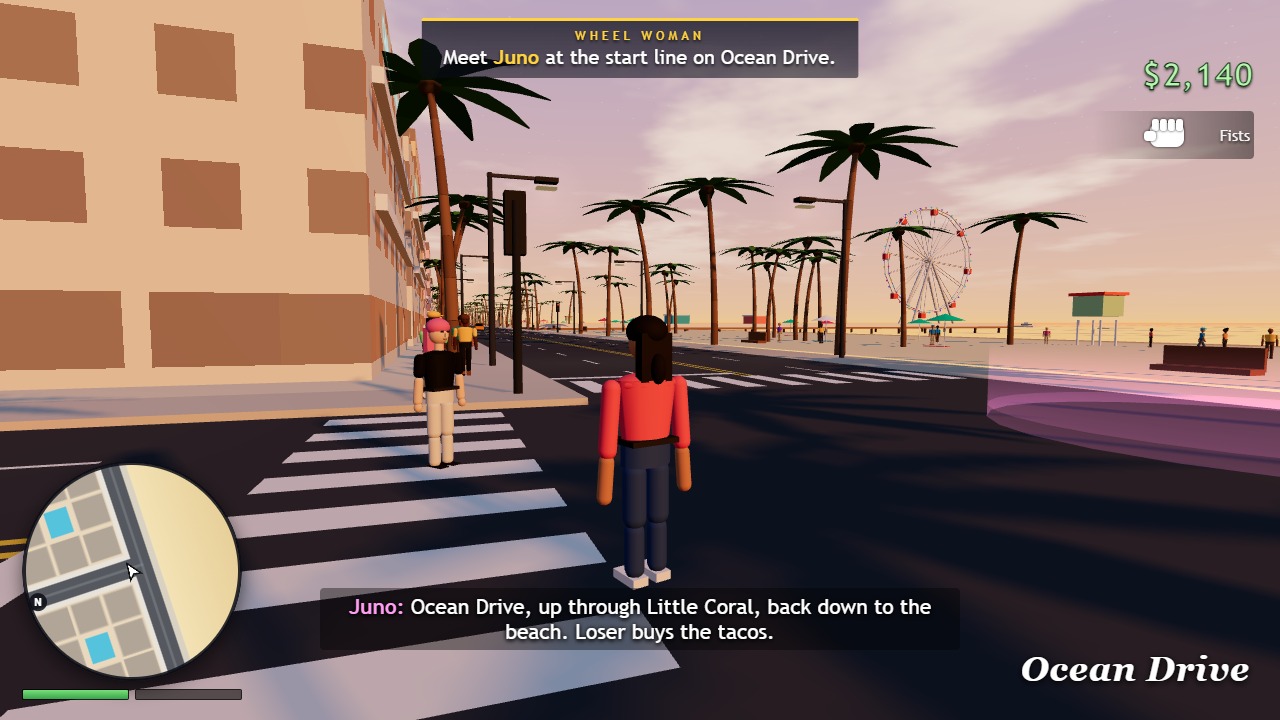 WHEEL WOMAN
Meet Juno at the start line on Ocean Drive.
$2,140
Fists
N
Juno: Ocean Drive, up through Little Coral, back down to the
beach. Loser buys the tacos.
Ocean Drive